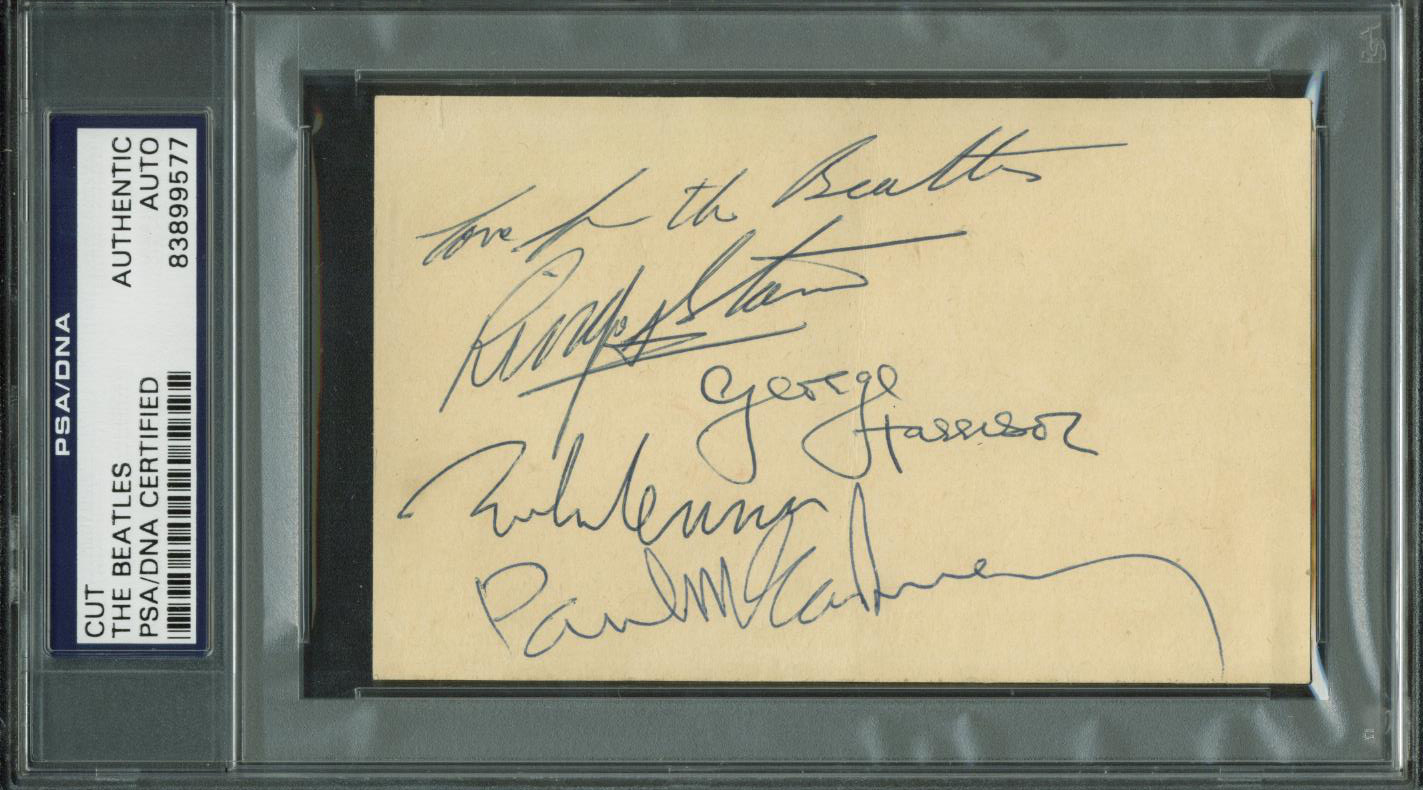 PSA/DNA
CUT
THE BEATLES
PSA/DNA CERTIFIED
AUTHENTIC
AUTO
83899577
love from the Beatles
Ringo Starr
George Harrison
John Lennon
Paul McCartney